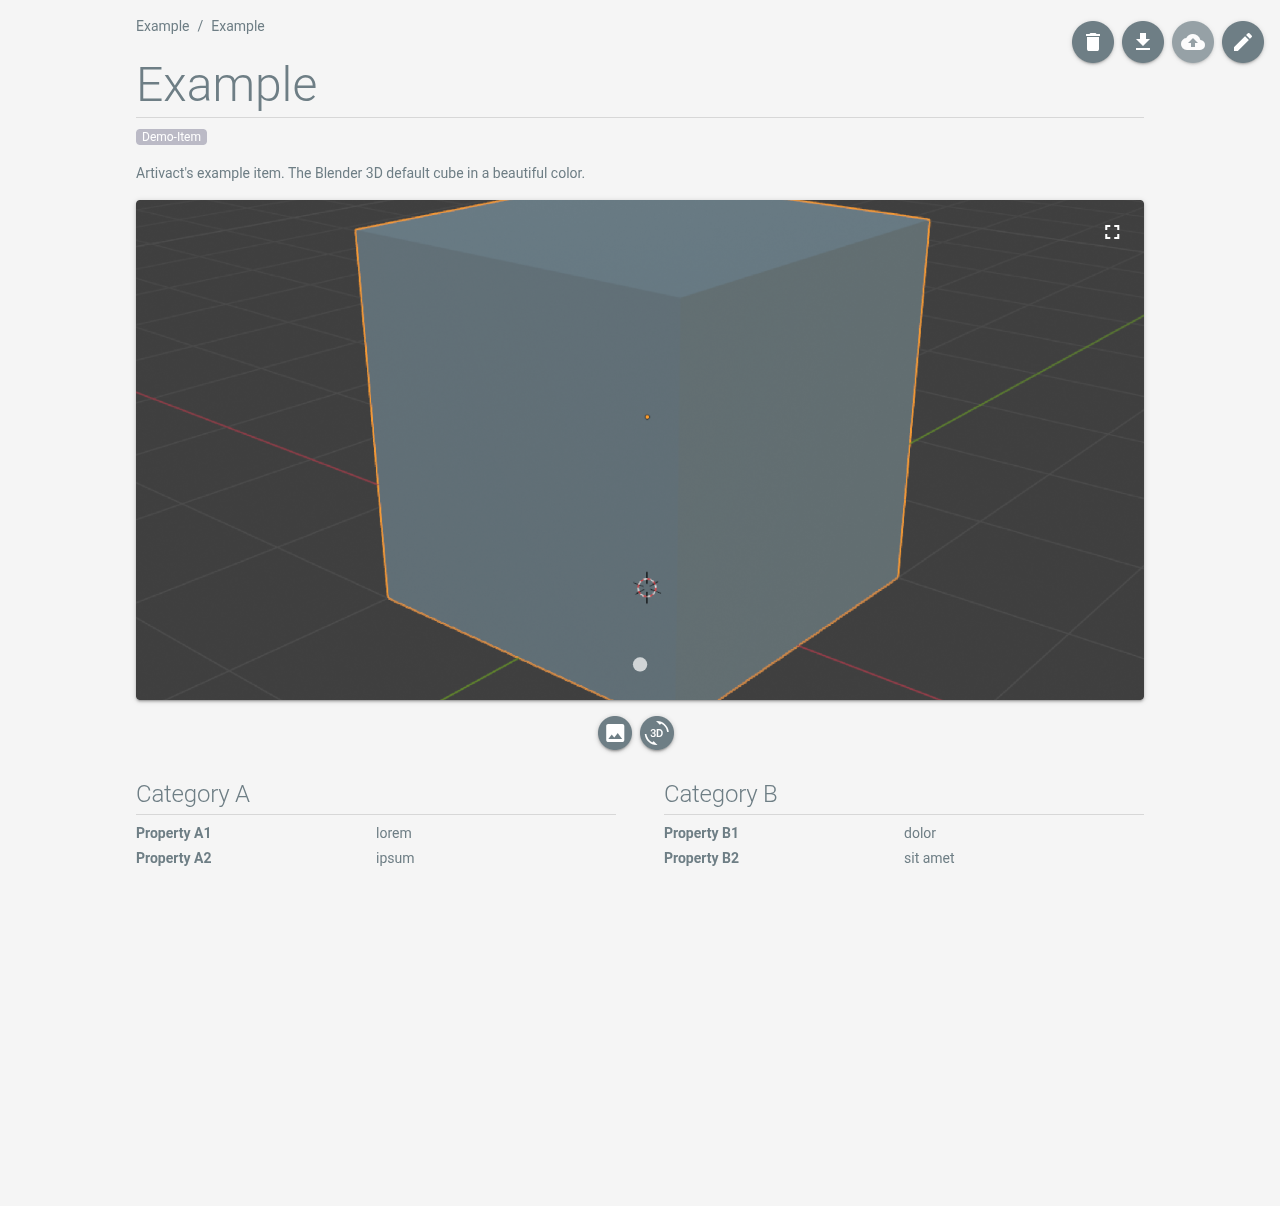 Example / Example
Example
Demo-Item
Artivact's example item. The Blender 3D default cube in a beautiful color.
3D
Category A
Property A1 lorem
Property A2 ipsum
Category B
Property B1 dolor
Property B2 sit amet